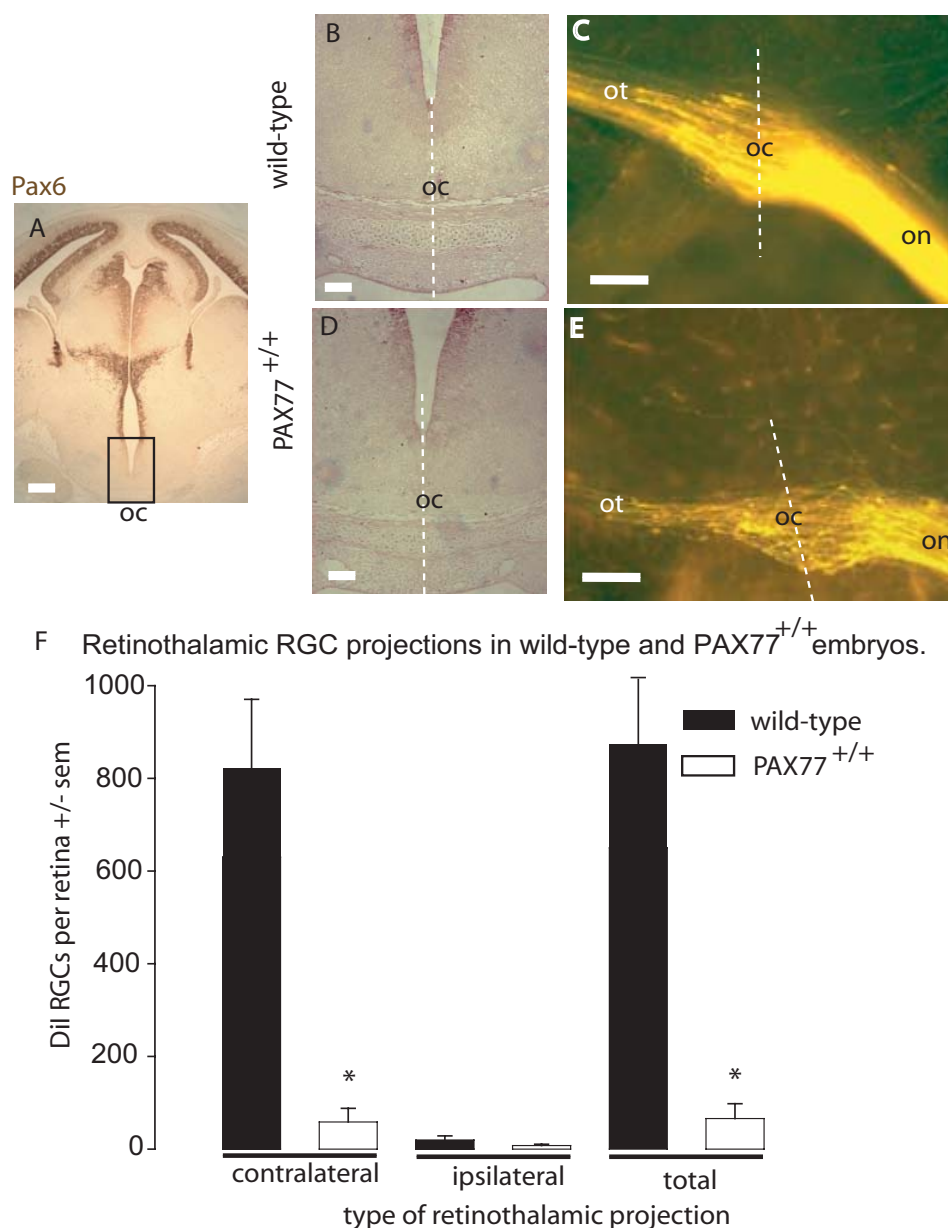 Pax6
A
oc
wild-type
B
oc
C
ot
oc
on
PAX77+/+
D
oc
E
ot
oc
on
F Retinothalamic RGC projections in wild-type and PAX77+/+ embryos.
DiI RGCs per retina +/- sem
1000
800
600
400
200
0
wild-type
PAX77+/+
*
*
contralateral
ipsilateral
total
type of retinothalamic projection